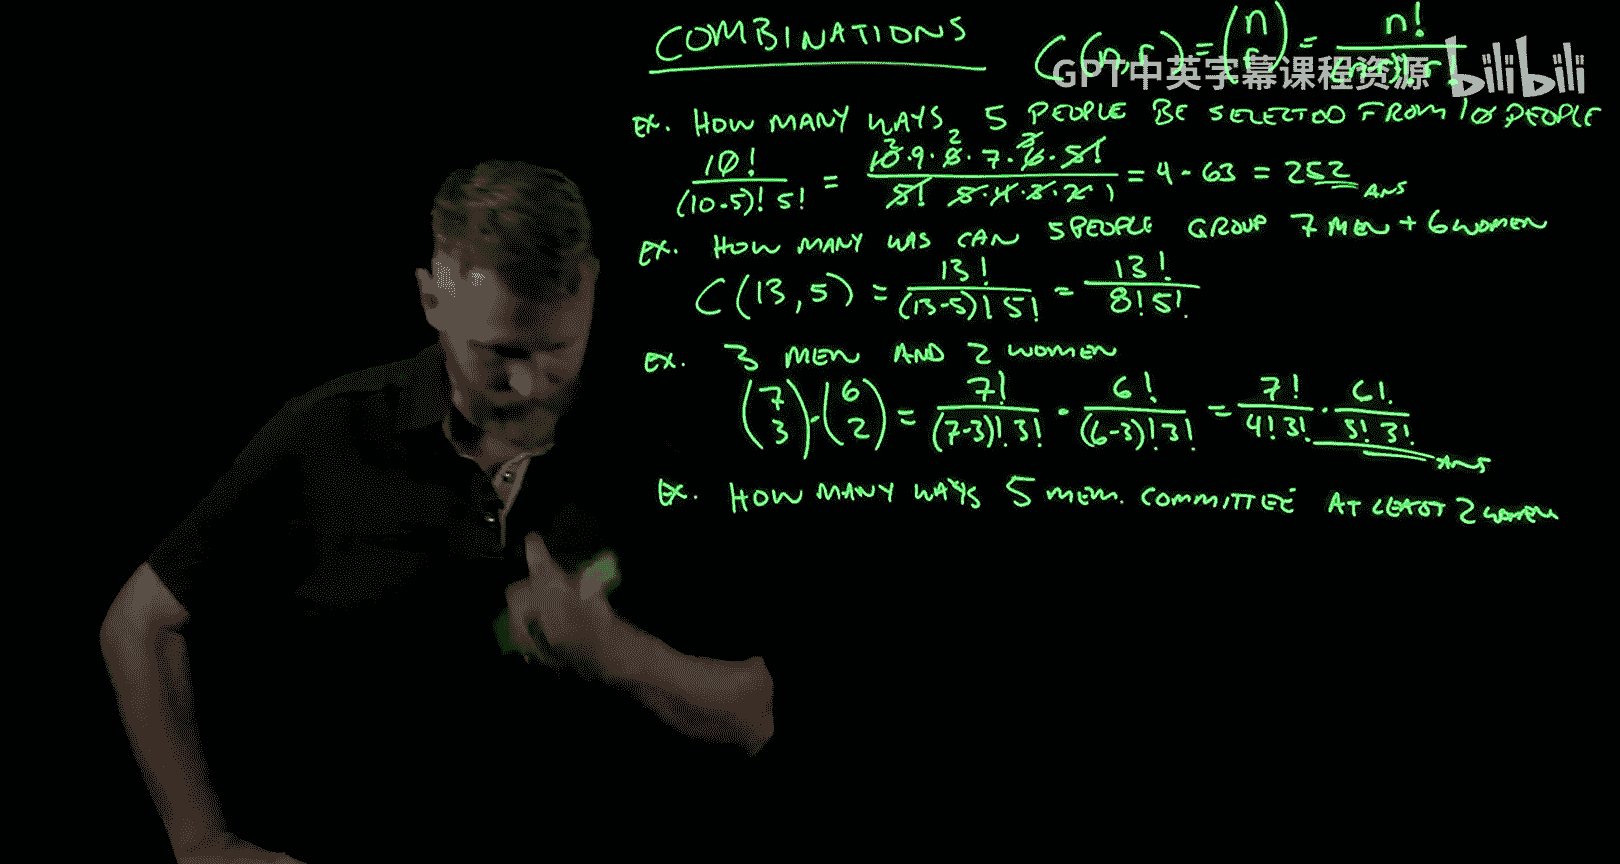 COMBINATIONS C(n,r) = (n r) = n! / (n-r)! r!
GPT中英字幕课程资源 bilibili
EX. HOW MANY WAYS, 5 PEOPLE BE SELECTED FROM 10 PEOPLE
10! / (10-5)! 5! = 10·9·8·7·6·5! / 5! 5·4·3·2·1 = 4·63 = 252 ANS
EX. HOW MANY WAS CAN 5 PEOPLE GROUP 7 MEN + 6 WOMEN
C(13,5) = 13! / (13-5)! 5! = 13! / 8! 5!
EX. 3 MEN AND 2 WOMEN
(7 3)·(6 2) = 7! / (7-3)! 3! · 6! / (6-3)! 3! = 7! / 4! 3! · 6! / 3! 3! ANS
EX. HOW MANY WAYS 5 MEM. COMMITTEE AT LEAST 2 WOMEN